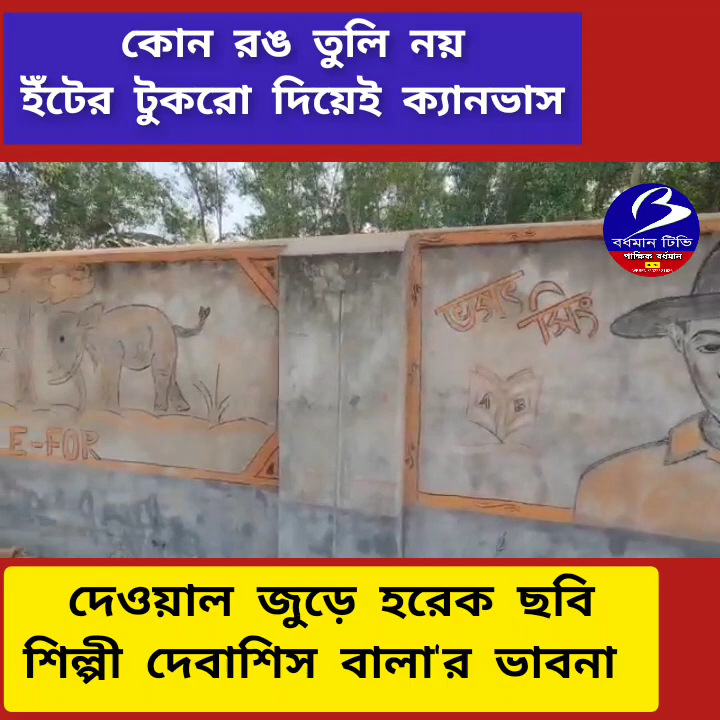 কোন রঙ তুলি নয়
ইঁটের টুকরো দিয়েই ক্যানভাস
বর্ধমান টিভি
পাক্ষিক বর্ধমান
ভগৎ
সিং
A B
E-FOR
দেওয়াল জুড়ে হরেক ছবি
শিল্পী দেবাশিস বালা'র ভাবনা